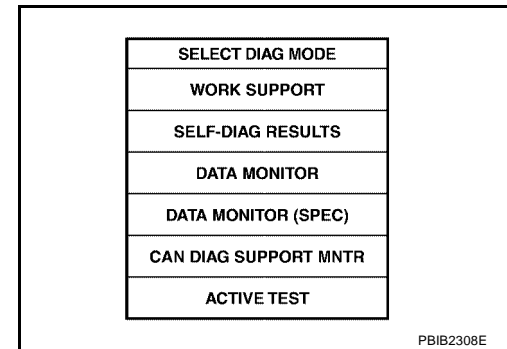 SELECT DIAG MODE
WORK SUPPORT
SELF-DIAG RESULTS
DATA MONITOR
DATA MONITOR (SPEC)
CAN DIAG SUPPORT MNTR
ACTIVE TEST
PBIB2308E